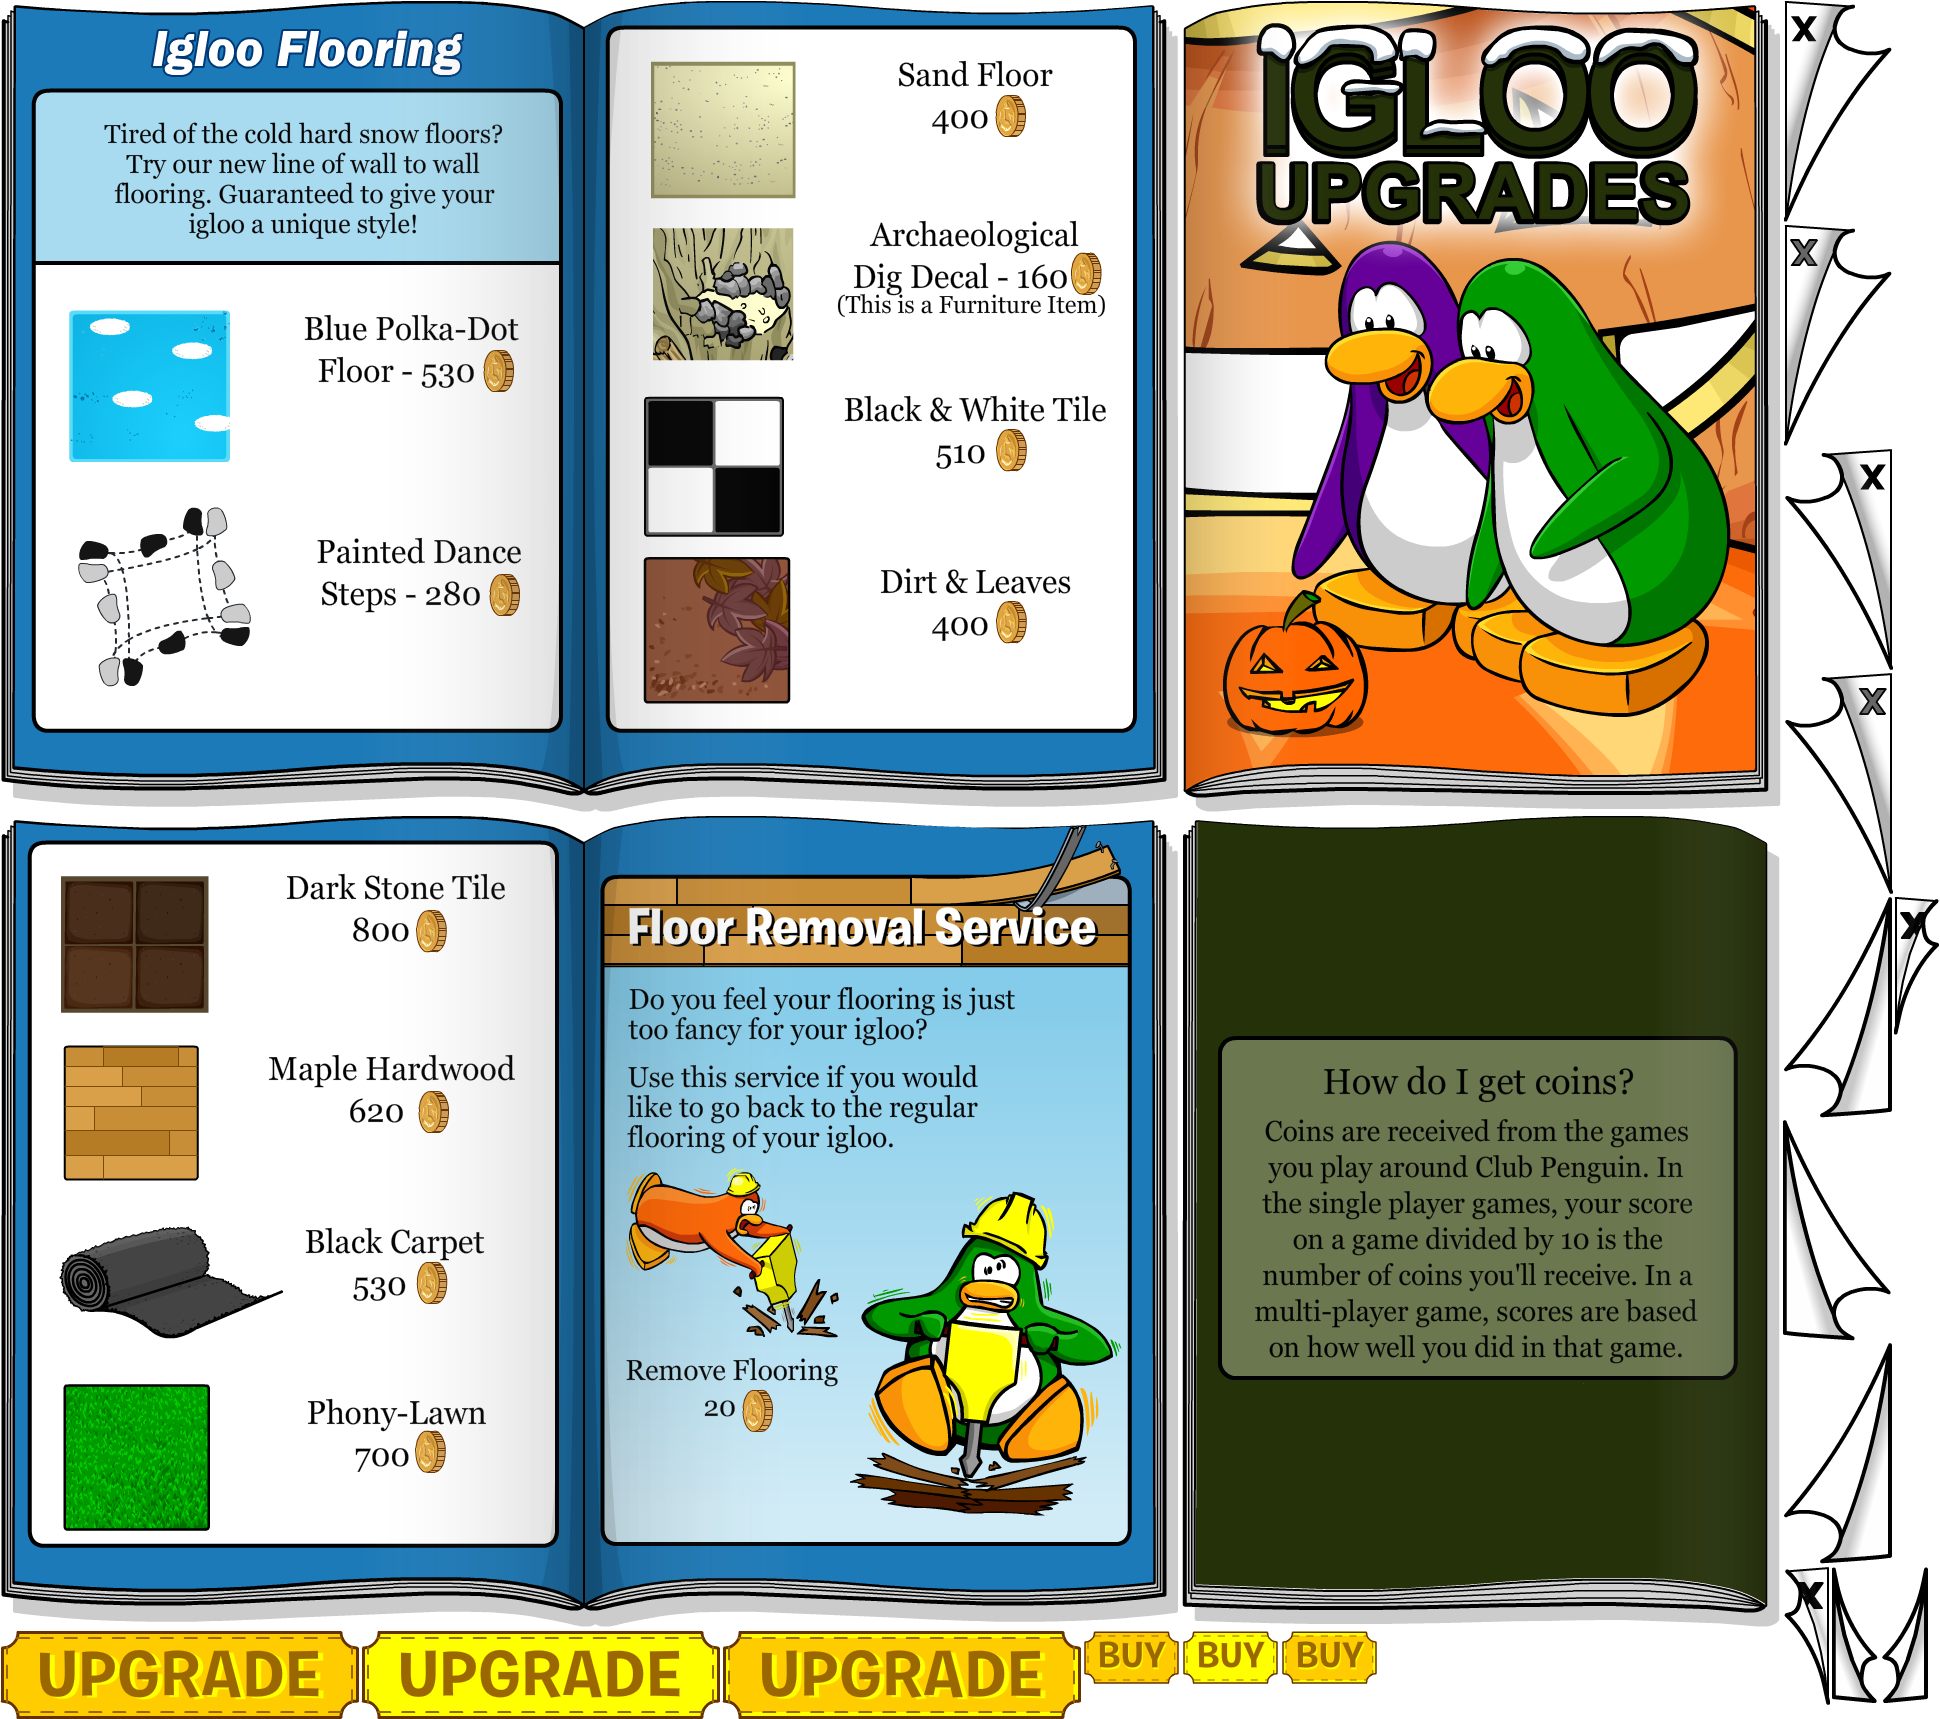 Igloo Flooring
Tired of the cold hard snow floors?
Try our new line of wall to wall
flooring. Guaranteed to give your
igloo a unique style!
Blue Polka-Dot
Floor - 530
Painted Dance
Steps - 280
Sand Floor
400
Archaeological
Dig Decal - 160
(This is a Furniture Item)
Black & White Tile
510
Dirt & Leaves
400
IGLOO
UPGRADES
X
X
X
X
X
Dark Stone Tile
800
Maple Hardwood
620
Black Carpet
530
Phony-Lawn
700
Floor Removal Service
Do you feel your flooring is just
too fancy for your igloo?
Use this service if you would
like to go back to the regular
flooring of your igloo.
Remove Flooring
20
How do I get coins?
Coins are received from the games
you play around Club Penguin. In
the single player games, your score
on a game divided by 10 is the
number of coins you'll receive. In a
multi-player game, scores are based
on how well you did in that game.
X
UPGRADE
UPGRADE
UPGRADE
BUY
BUY
BUY